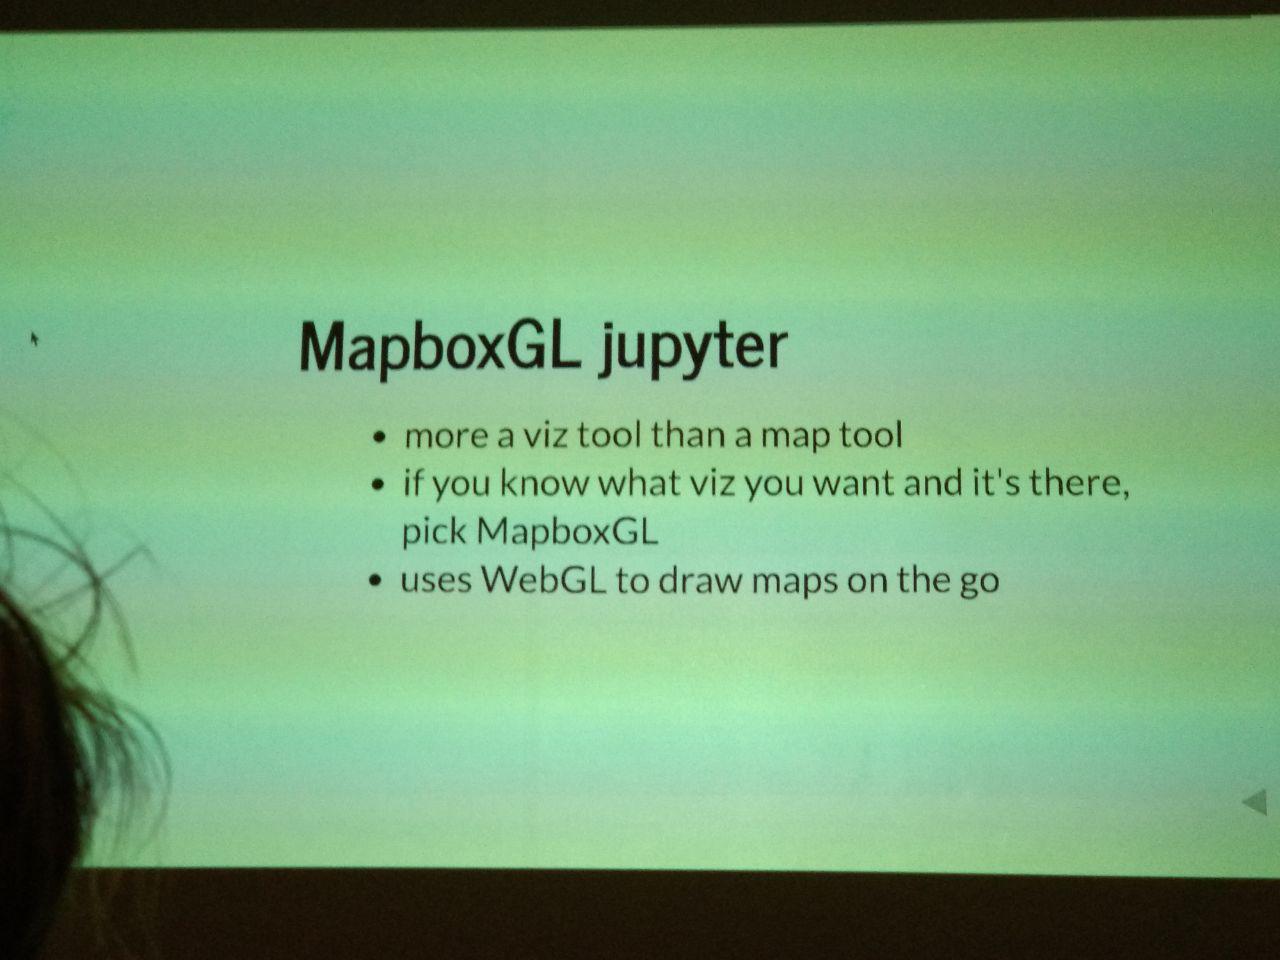 MapboxGL jupyter
• more a viz tool than a map tool
• if you know what viz you want and it's there,
pick MapboxGL
• uses WebGL to draw maps on the go